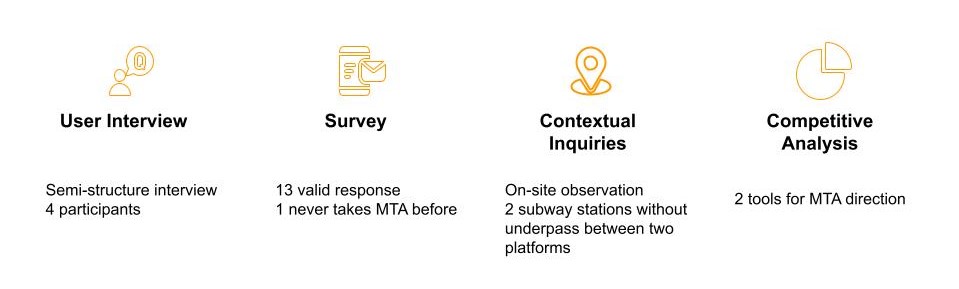 Q
User Interview
Semi-structure interview
4 participants
Survey
13 valid response
1 never takes MTA before
Contextual
Inquiries
On-site observation
2 subway stations without
underpass between two
platforms
Competitive
Analysis
2 tools for MTA direction